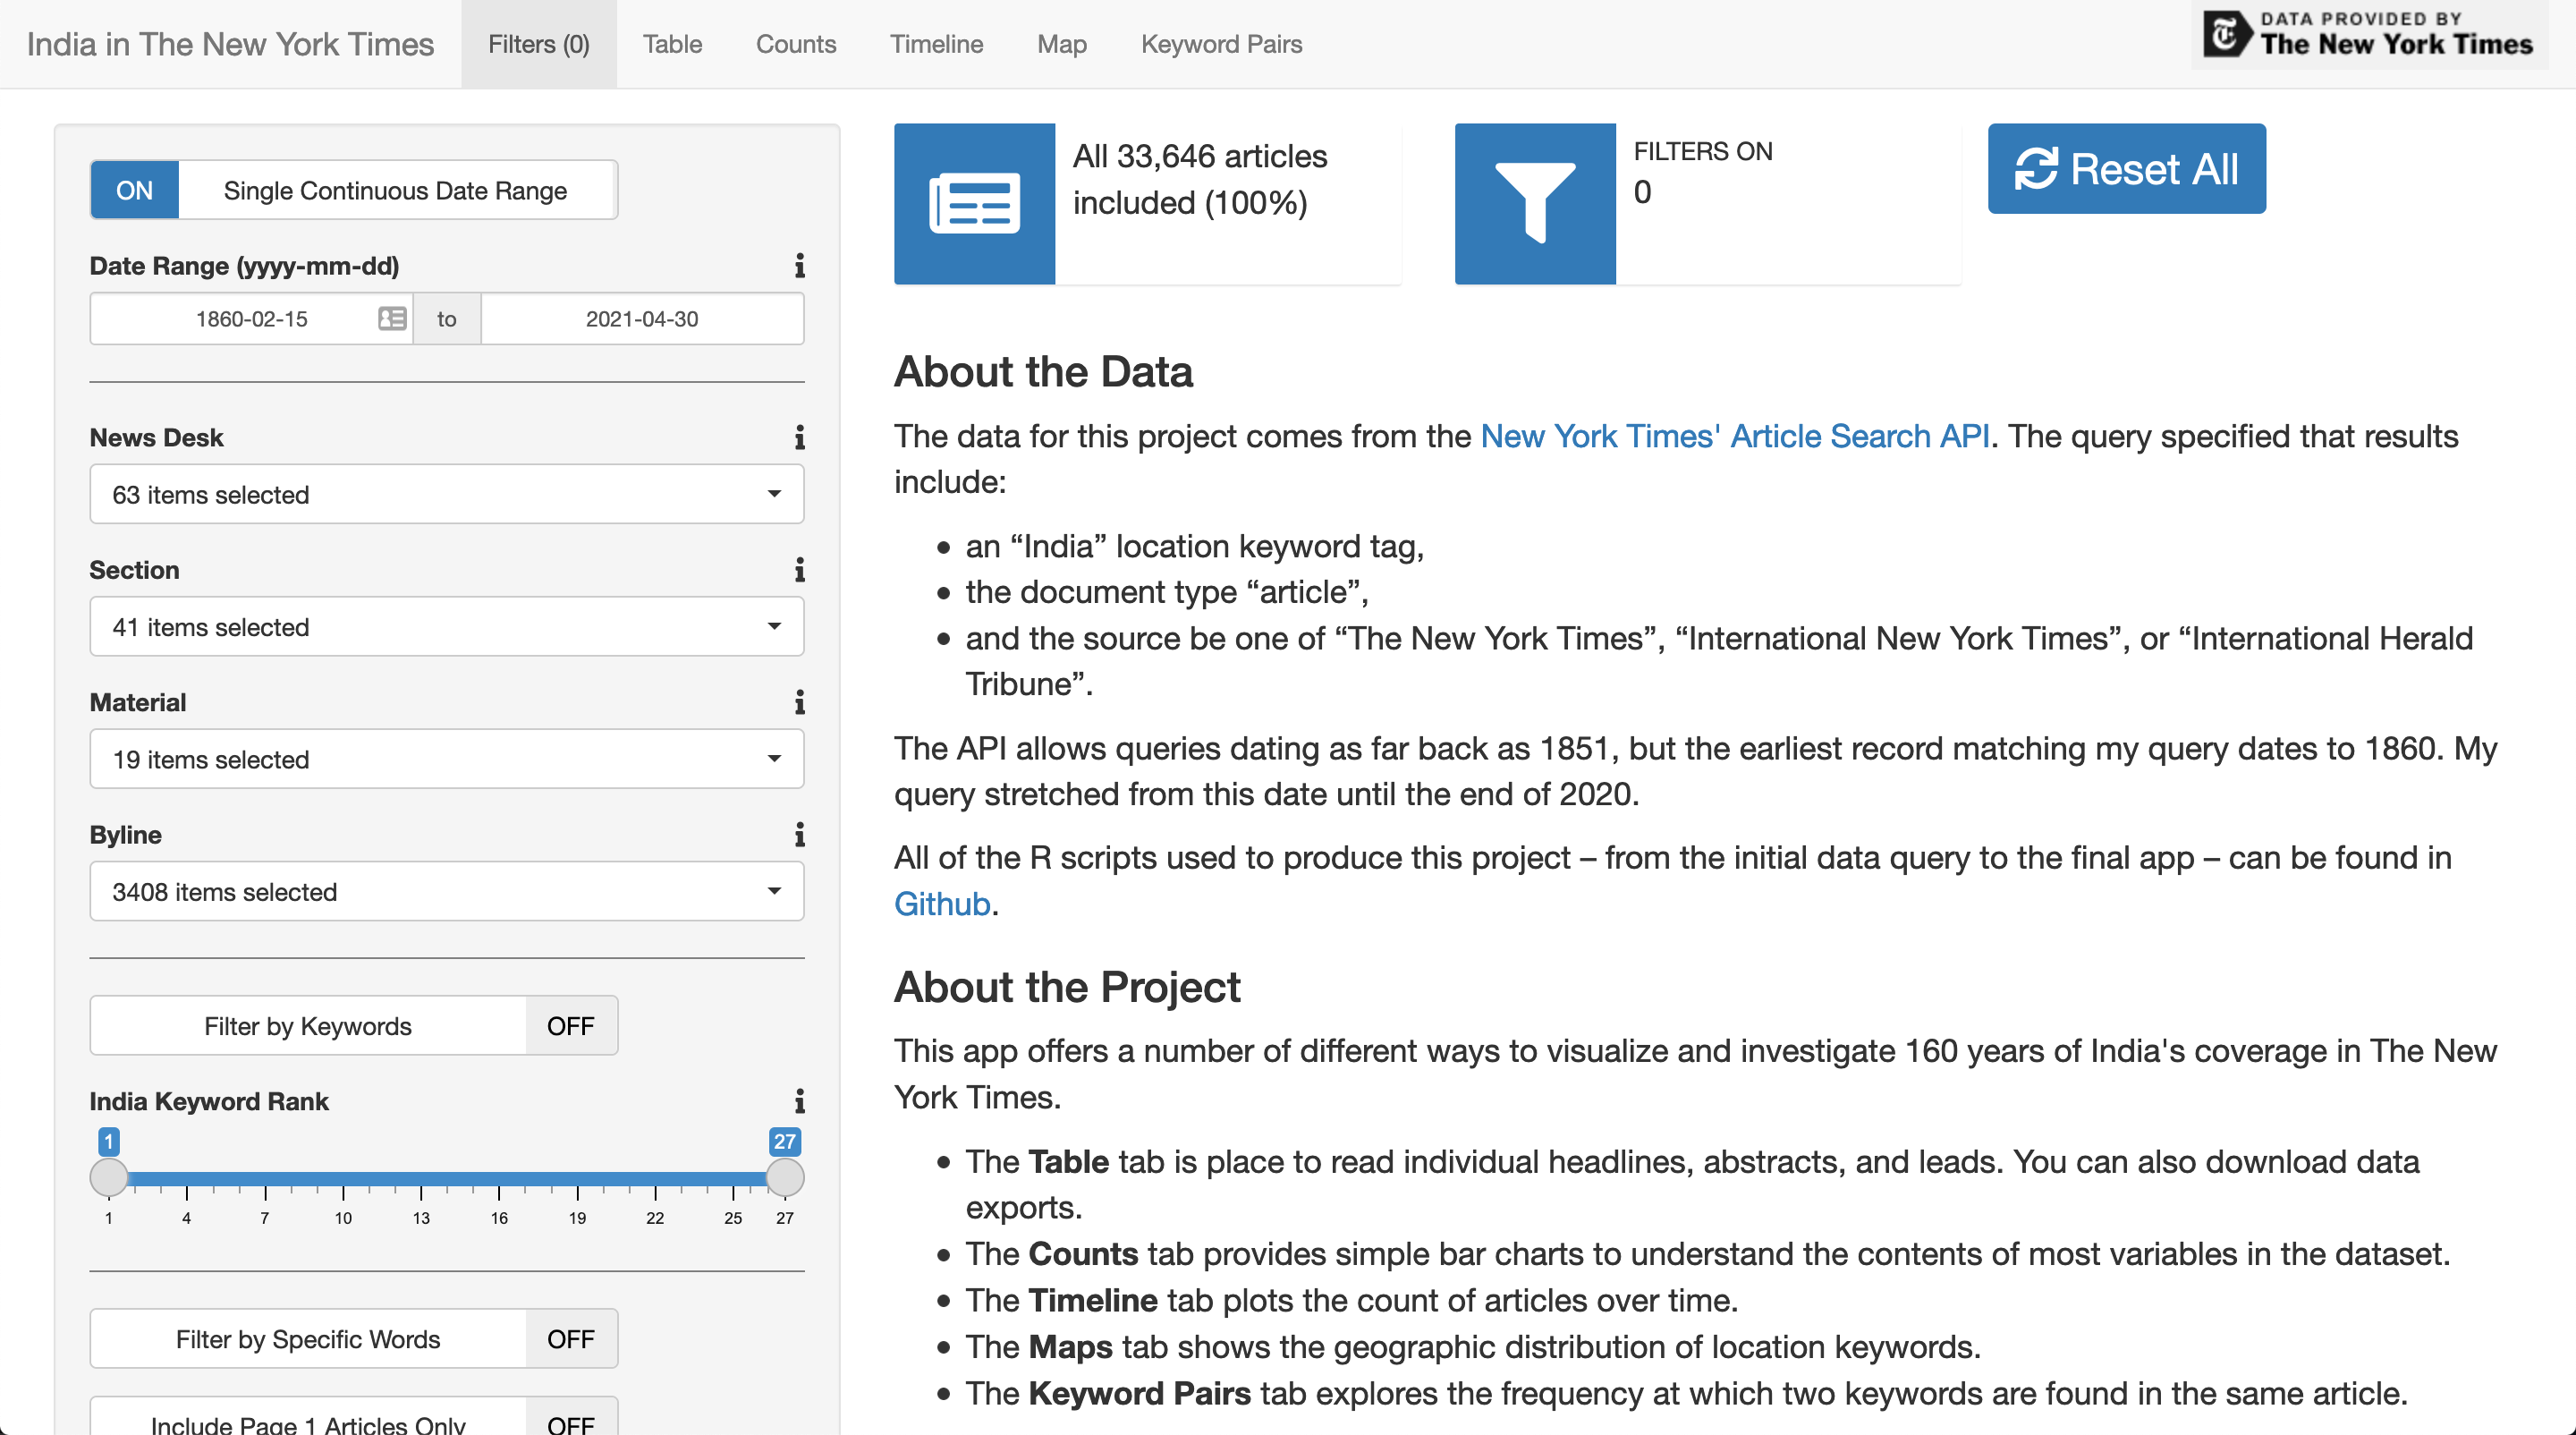 India in The New York Times
Filters (0)
Table
Counts
Timeline
Map
Keyword Pairs
DATA PROVIDED BY
The New York Times
ON
Single Continuous Date Range
Date Range (yyyy-mm-dd)
1860-02-15
to
2021-04-30
News Desk
63 items selected
Section
41 items selected
Material
19 items selected
Byline
3408 items selected
Filter by Keywords
OFF
India Keyword Rank
1
27
1 4 7 10 13 16 19 22 25 27
Filter by Specific Words
OFF
Include Page 1 Articles Only
OFF
All 33,646 articles
included (100%)
FILTERS ON
0
Reset All
About the Data
The data for this project comes from the New York Times' Article Search API. The query specified that results
include:
• an “India” location keyword tag,
• the document type “article”,
• and the source be one of “The New York Times”, “International New York Times”, or “International Herald
Tribune”.
The API allows queries dating as far back as 1851, but the earliest record matching my query dates to 1860. My
query stretched from this date until the end of 2020.
All of the R scripts used to produce this project – from the initial data query to the final app – can be found in
Github.
About the Project
This app offers a number of different ways to visualize and investigate 160 years of India's coverage in The New
York Times.
• The Table tab is place to read individual headlines, abstracts, and leads. You can also download data
exports.
• The Counts tab provides simple bar charts to understand the contents of most variables in the dataset.
• The Timeline tab plots the count of articles over time.
• The Maps tab shows the geographic distribution of location keywords.
• The Keyword Pairs tab explores the frequency at which two keywords are found in the same article.